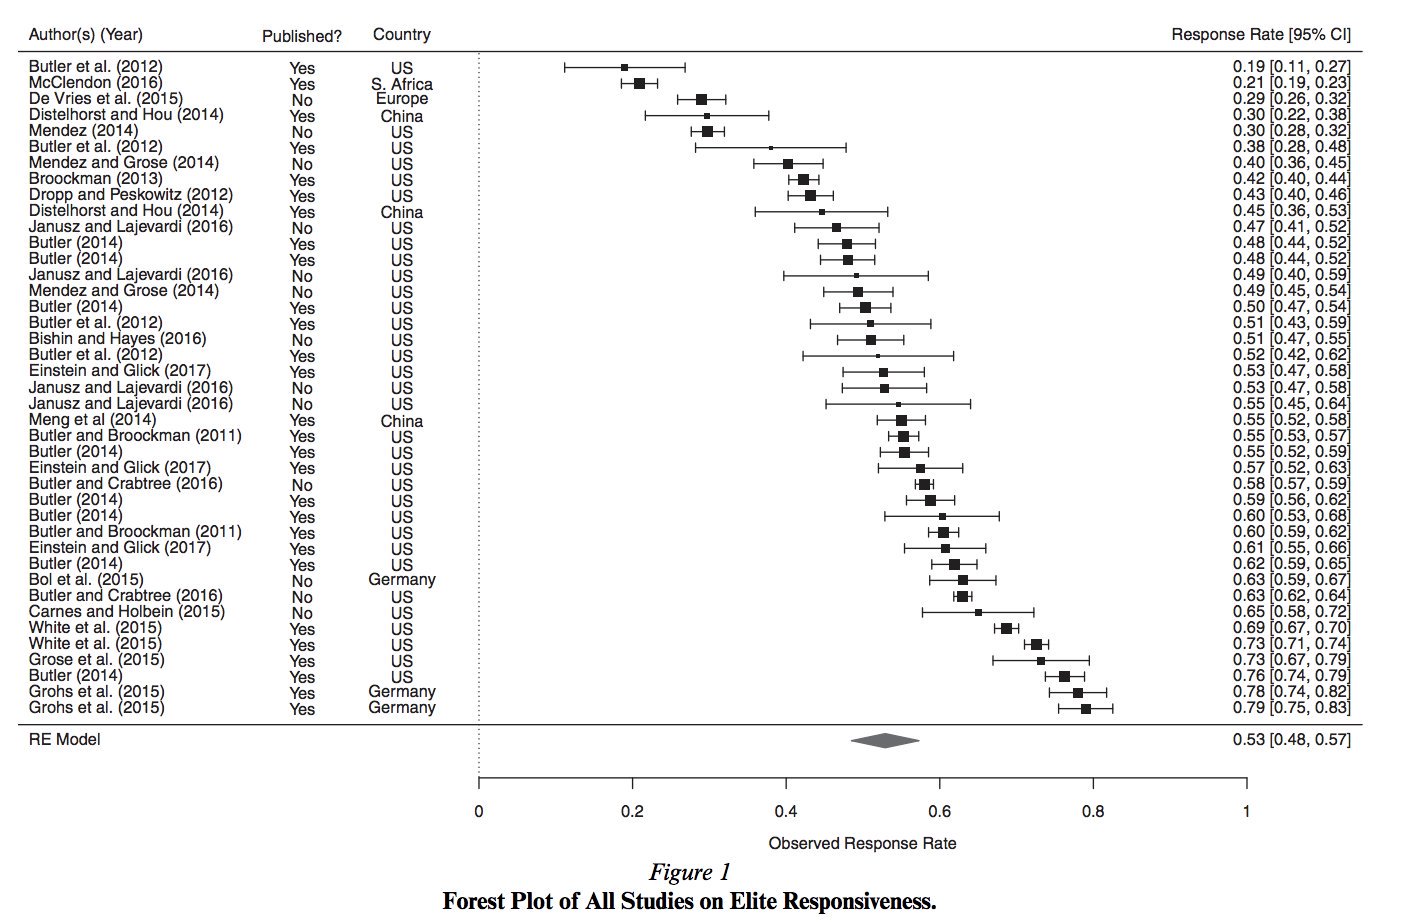 Author(s) (Year) Published? Country Response Rate [95% CI]
Butler et al. (2012) Yes US 0.19 [0.11, 0.27]
McClendon (2016) Yes S. Africa 0.21 [0.19, 0.23]
De Vries et al. (2015) No Europe 0.29 [0.26, 0.32]
Distelhorst and Hou (2014) Yes China 0.30 [0.22, 0.38]
Mendez (2014) No US 0.30 [0.28, 0.32]
Butler et al. (2012) Yes US 0.38 [0.28, 0.48]
Mendez and Grose (2014) No US 0.40 [0.36, 0.45]
Broockman (2013) Yes US 0.42 [0.40, 0.44]
Dropp and Peskowitz (2012) Yes US 0.43 [0.40, 0.46]
Distelhorst and Hou (2014) Yes China 0.45 [0.36, 0.53]
Janusz and Lajevardi (2016) No US 0.47 [0.41, 0.52]
Butler (2014) Yes US 0.48 [0.44, 0.52]
Butler (2014) Yes US 0.48 [0.44, 0.52]
Janusz and Lajevardi (2016) No US 0.49 [0.40, 0.59]
Mendez and Grose (2014) No US 0.49 [0.45, 0.54]
Butler (2014) Yes US 0.50 [0.47, 0.54]
Butler et al. (2012) Yes US 0.51 [0.43, 0.59]
Bishin and Hayes (2016) No US 0.51 [0.47, 0.55]
Butler et al. (2012) Yes US 0.52 [0.42, 0.62]
Einstein and Glick (2017) Yes US 0.53 [0.47, 0.58]
Janusz and Lajevardi (2016) No US 0.53 [0.47, 0.58]
Janusz and Lajevardi (2016) No US 0.55 [0.45, 0.64]
Meng et al (2014) Yes China 0.55 [0.52, 0.58]
Butler and Broockman (2011) Yes US 0.55 [0.53, 0.57]
Butler (2014) Yes US 0.55 [0.52, 0.59]
Einstein and Glick (2017) Yes US 0.57 [0.52, 0.63]
Butler and Crabtree (2016) No US 0.58 [0.57, 0.59]
Butler (2014) Yes US 0.59 [0.56, 0.62]
Butler (2014) Yes US 0.60 [0.53, 0.68]
Butler and Broockman (2011) Yes US 0.60 [0.59, 0.62]
Einstein and Glick (2017) Yes US 0.61 [0.55, 0.66]
Butler (2014) Yes US 0.62 [0.59, 0.65]
Bol et al. (2015) No Germany 0.63 [0.59, 0.67]
Butler and Crabtree (2016) No US 0.63 [0.62, 0.64]
Carnes and Holbein (2015) No US 0.65 [0.58, 0.72]
White et al. (2015) Yes US 0.69 [0.67, 0.70]
White et al. (2015) Yes US 0.73 [0.71, 0.74]
Grose et al. (2015) Yes US 0.73 [0.67, 0.79]
Butler (2014) Yes US 0.76 [0.74, 0.79]
Grohs et al. (2015) Yes Germany 0.78 [0.74, 0.82]
Grohs et al. (2015) Yes Germany 0.79 [0.75, 0.83]
RE Model 0.53 [0.48, 0.57]
0 0.2 0.4 0.6 0.8 1
Observed Response Rate
Figure 1
Forest Plot of All Studies on Elite Responsiveness.